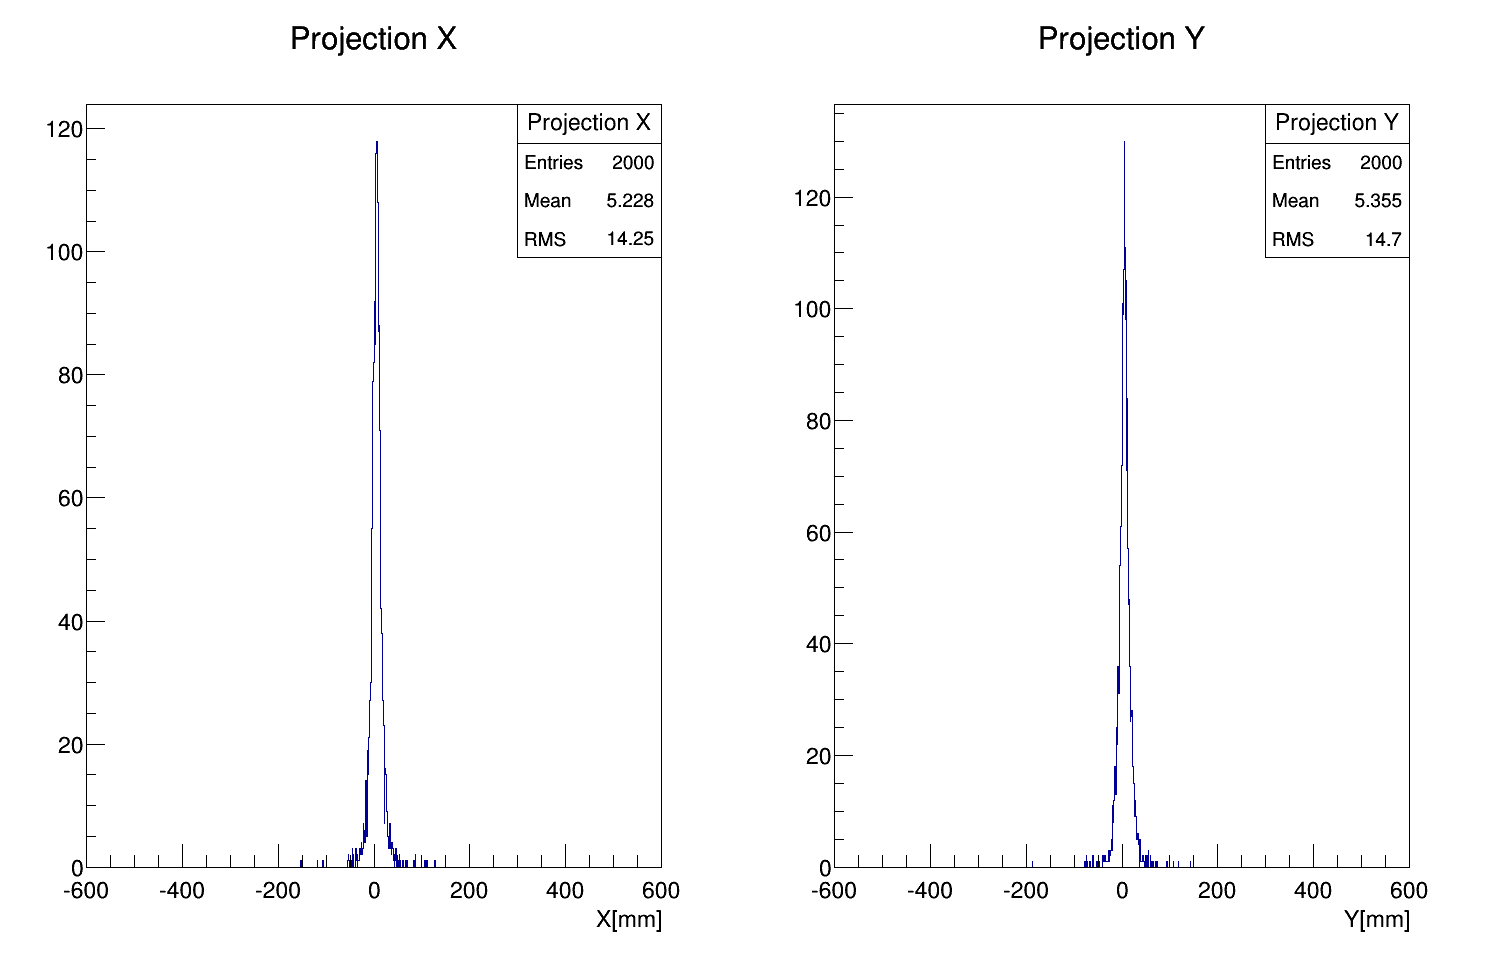 Projection X
Projection X
Entries 2000
Mean 5.228
RMS 14.25
120
100
80
60
40
20
0
-600 -400 -200 0 200 400 600
X[mm]
Projection Y
Projection Y
Entries 2000
Mean 5.355
RMS 14.7
120
100
80
60
40
20
0
-600 -400 -200 0 200 400 600
Y[mm]